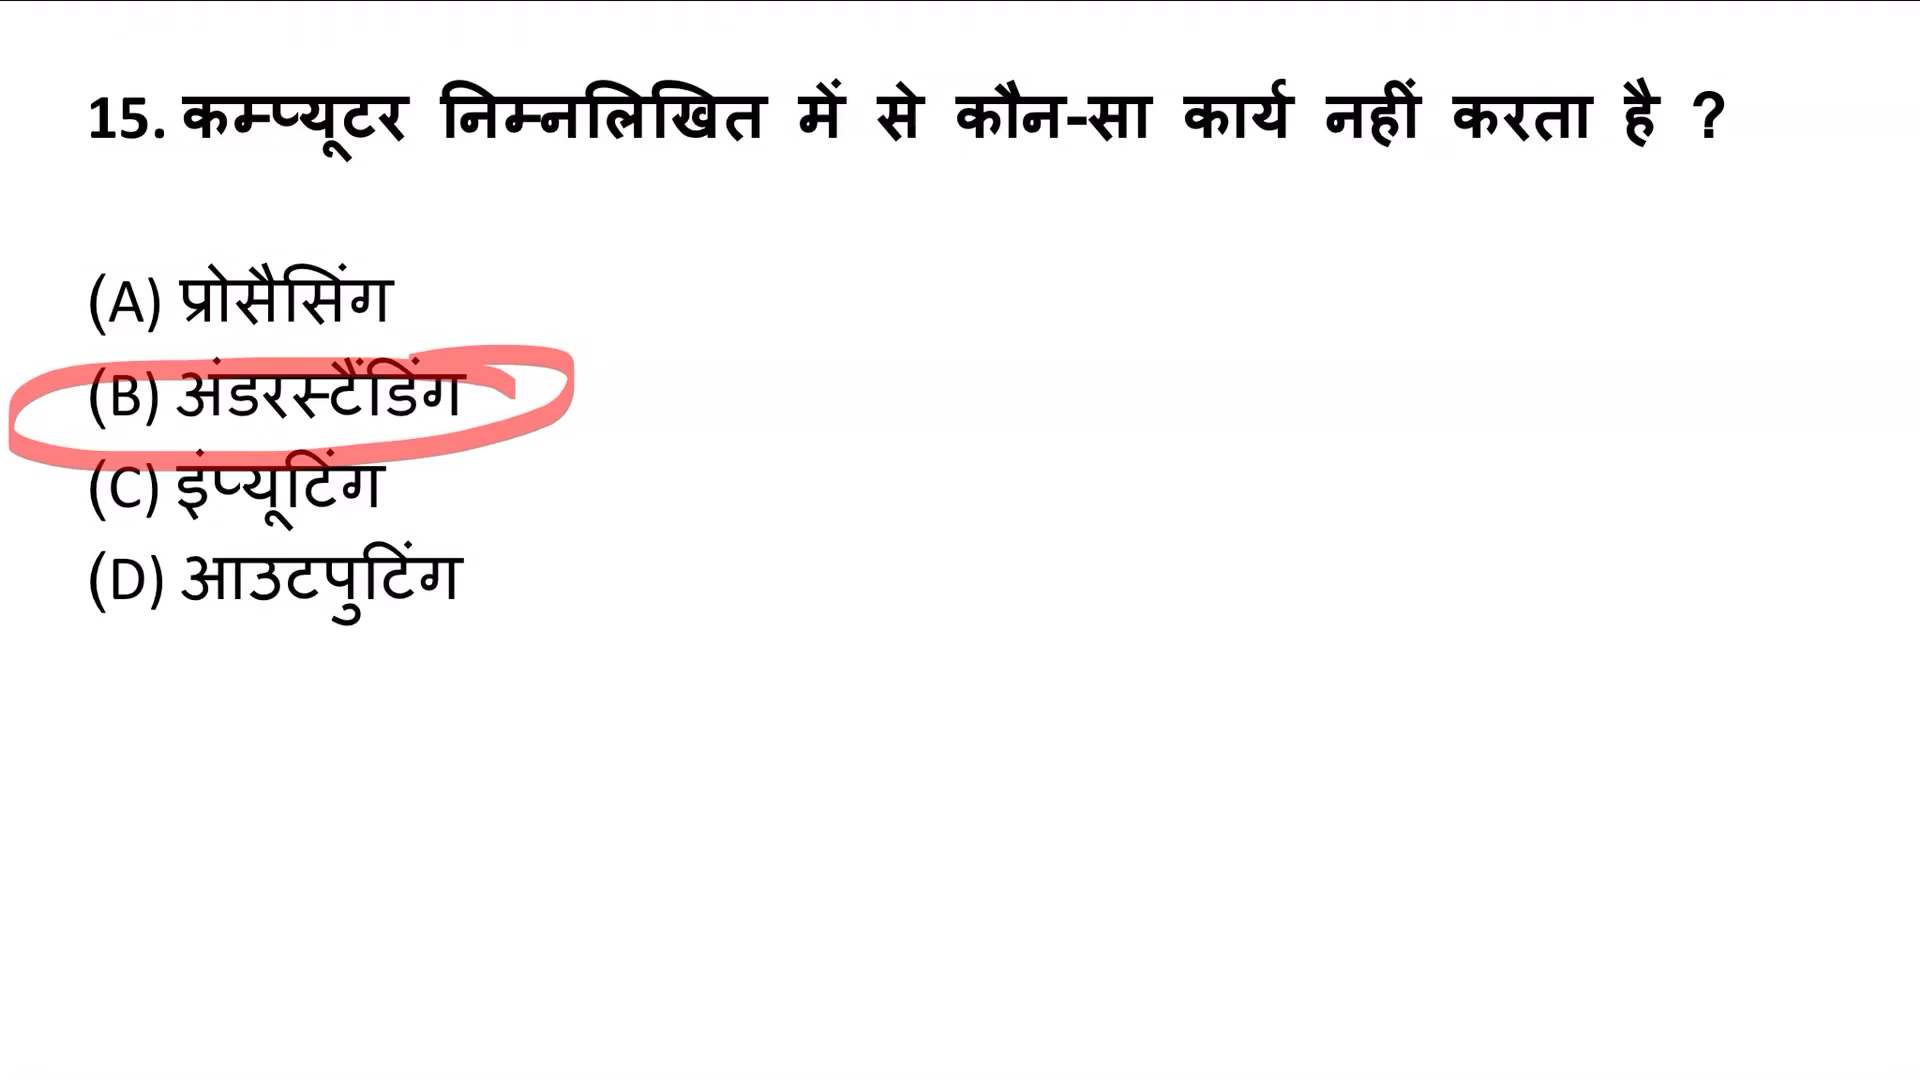 15. कम्प्यूटर निम्नलिखित में से कौन-सा कार्य नहीं करता है ?
(A) प्रोसैसिंग
(B) अंडरस्टैंडिंग
(C) इंप्यूटिंग
(D) आउटपुटिंग